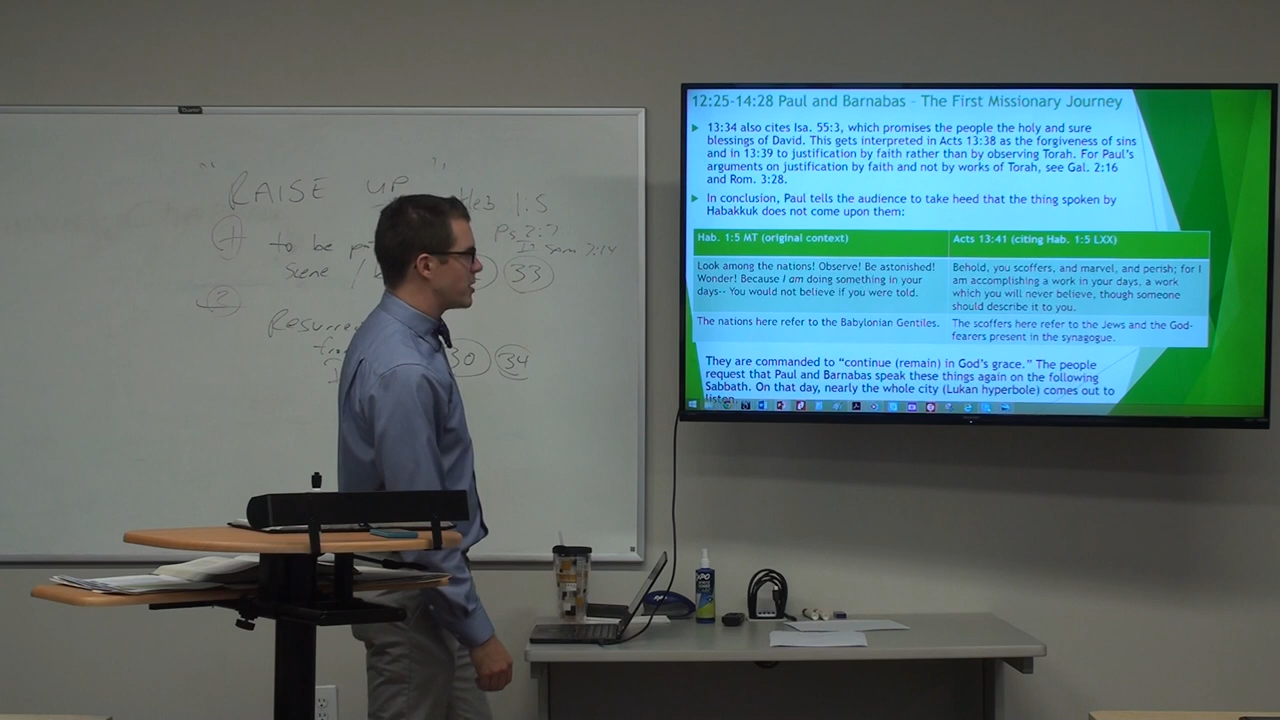 RAISE UP
Heb 1:5
Ps 2:7
1
to be
II Sam 7:14
Scene /
33
2
from
30 34
12:25-14:28 Paul and Barnabas – The First Missionary Journey
13:34 also cites Isa. 55:3, which promises the people the holy and sure
blessings of David. This gets interpreted in Acts 13:38 as the forgiveness of sins
and in 13:39 to justification by faith rather than by observing Torah. For Paul's
arguments on justification by faith and not by works of Torah, see Gal. 2:16
and Rom. 3:28.
In conclusion, Paul tells the audience to take heed that the thing spoken by
Habakkuk does not come upon them:
Hab. 1:5 MT (original context)
Look among the nations! Observe! Be astonished!
Wonder! Because I am doing something in your
days-- You would not believe if you were told.
The nations here refer to the Babylonian Gentiles.
Acts 13:41 (citing Hab. 1:5 LXX)
Behold, you scoffers, and marvel, and perish; for I
am accomplishing a work in your days, a work
which you will never believe, though someone
should describe it to you.
The scoffers here refer to the Jews and the God-
fearers present in the synagogue.
They are commanded to "continue (remain) in God's grace." The people
request that Paul and Barnabas speak these things again on the following
Sabbath. On that day, nearly the whole city (Lukan hyperbole) comes out to
listen.
EXPO